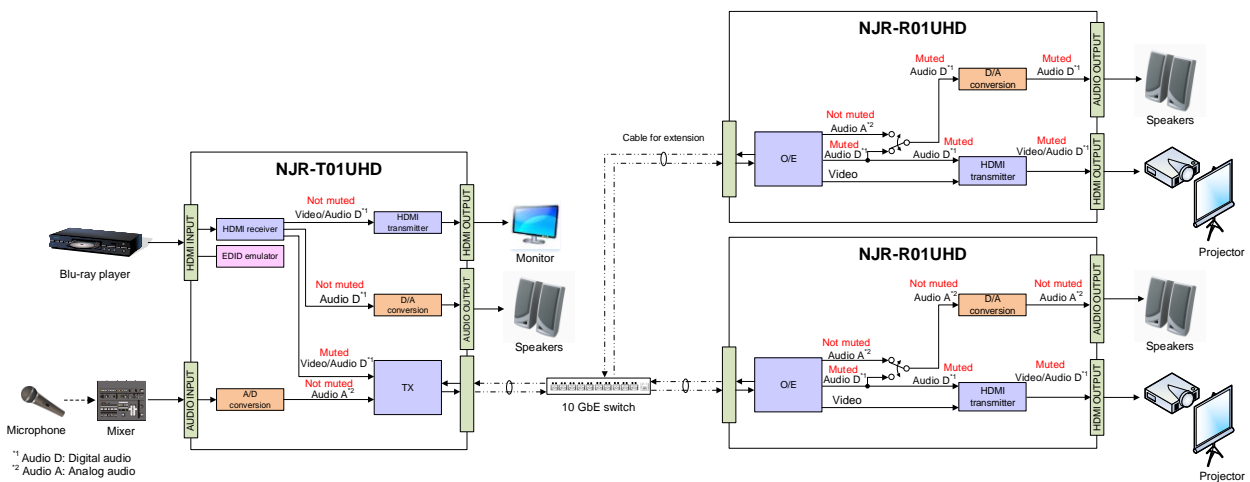 NJR-T01UHD
Blu-ray player
HDMI INPUT
HDMI receiver
EDID emulator
Not muted
Video/Audio D*1
HDMI
transmitter
HDMI OUTPUT
Monitor
Not muted
Audio D*1
D/A
conversion
AUDIO OUTPUT
Speakers
Muted
Video/Audio D*1
Not muted
Audio A*2
TX
Microphone
Mixer
AUDIO INPUT
A/D
conversion
*1 Audio D: Digital audio
*2 Audio A: Analog audio
10 GbE switch
Cable for extension
NJR-R01UHD
O/E
Not muted
Audio A*2
Muted
Audio D*1
Video
Muted
Audio D*1
D/A
conversion
Muted
Audio D*1
AUDIO OUTPUT
Speakers
Muted
Audio D*1
HDMI
transmitter
Muted
Video/Audio D*1
HDMI OUTPUT
Projector
NJR-R01UHD
O/E
Not muted
Audio A*2
Muted
Audio D*1
Video
Not muted
Audio A*2
D/A
conversion
Not muted
Audio A*2
AUDIO OUTPUT
Speakers
Muted
Audio D*1
HDMI
transmitter
Muted
Video/Audio D*1
HDMI OUTPUT
Projector